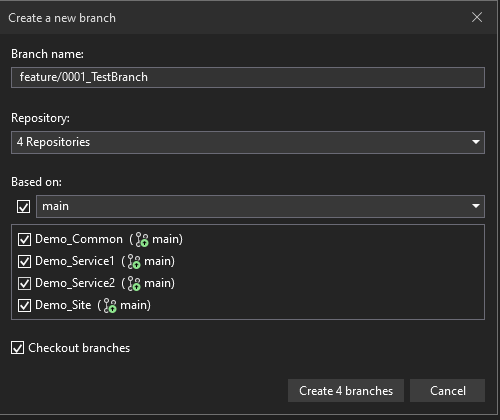 Create a new branch
Branch name:
feature/0001_TestBranch
Repository:
4 Repositories
Based on:
main
Demo_Common ( main)
Demo_Service1 ( main)
Demo_Service2 ( main)
Demo_Site ( main)
Checkout branches
Create 4 branches Cancel